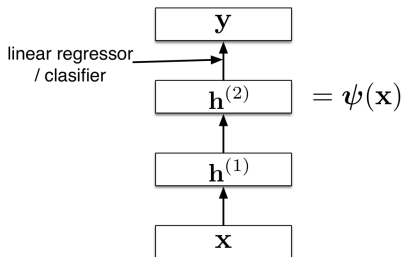 y
linear regressor
/ clasifier
h^{(2)} = ψ(x)
h^{(1)}
x